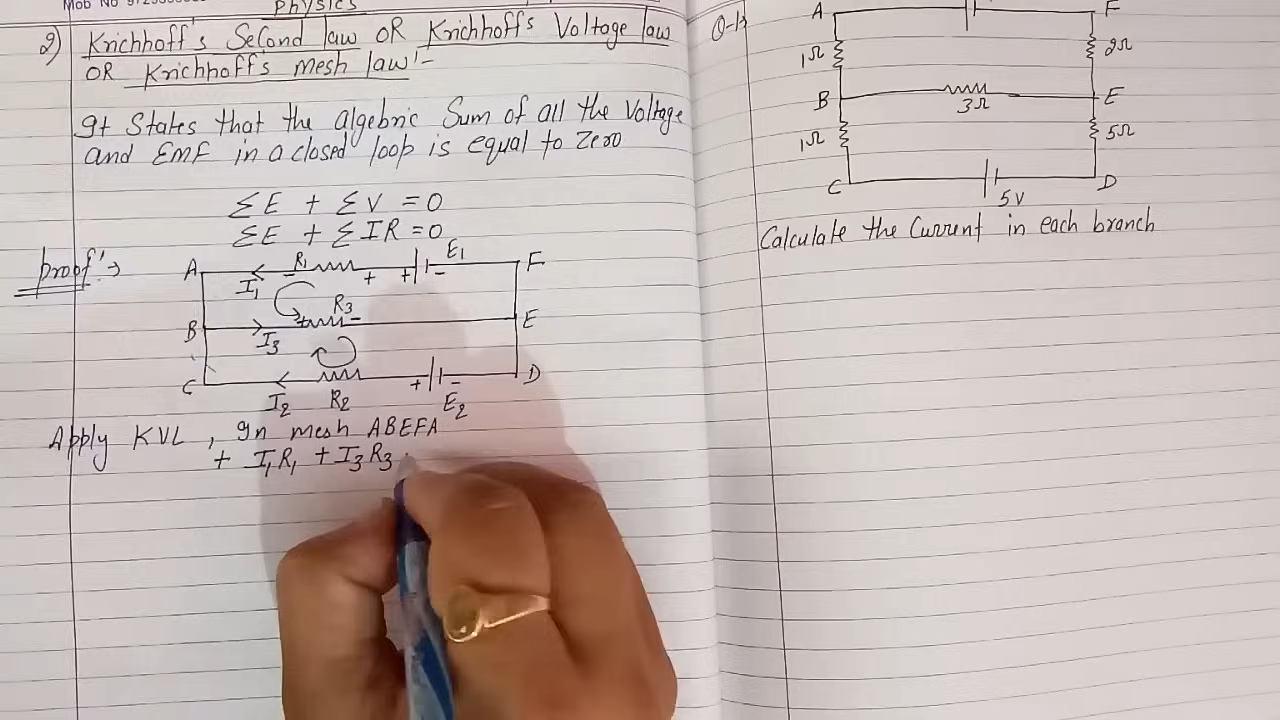 Physics
2) Krichhoff's Second law OR Krichhoff's Voltage law
OR Krichhoff's mesh law:-
It States that the algebric Sum of all the Voltage
and EMF in a closed loop is equal to Zero
ΣE + ΣV = 0
ΣE + ΣIR = 0
proof:→
A I₁ - R₁ + + - E₁ F
B I₃ + R₃ - E
C I₂ R₂ + - E₂ D
Apply KVL, In mesh ABEFA
+ I₁R₁ + I₃R₃
A F
1Ω 2Ω
B 3Ω E
1Ω 5Ω
C 5V D
Calculate the Current in each branch